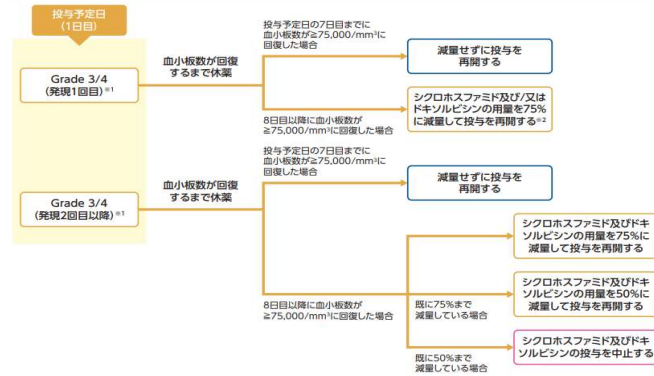 投与予定日
(1日目)
Grade 3/4
(発現1回目)※1
血小板数が回復
するまで休薬
投与予定日の7日目までに
血小板数が≧75,000/mm³に
回復した場合
減量せずに投与を
再開する
8日目以降に血小板数が
≧75,000/mm³に回復した場合
シクロホスファミド及び/又は
ドキソルビシンの用量を75%
に減量して投与を再開する※2
Grade 3/4
(発現2回目以降)※1
血小板数が回復
するまで休薬
投与予定日の7日目までに
血小板数が≧75,000/mm³に
回復した場合
減量せずに投与を
再開する
8日目以降に血小板数が
≧75,000/mm³に回復した場合
シクロホスファミド及びドキ
ソルビシンの用量を75%に
減量して投与を再開する
既に75%まで
減量している場合
シクロホスファミド及びドキ
ソルビシンの用量を50%に
減量して投与を再開する
既に50%まで
減量している場合
シクロホスファミド及びドキ
ソルビシンの投与を中止する